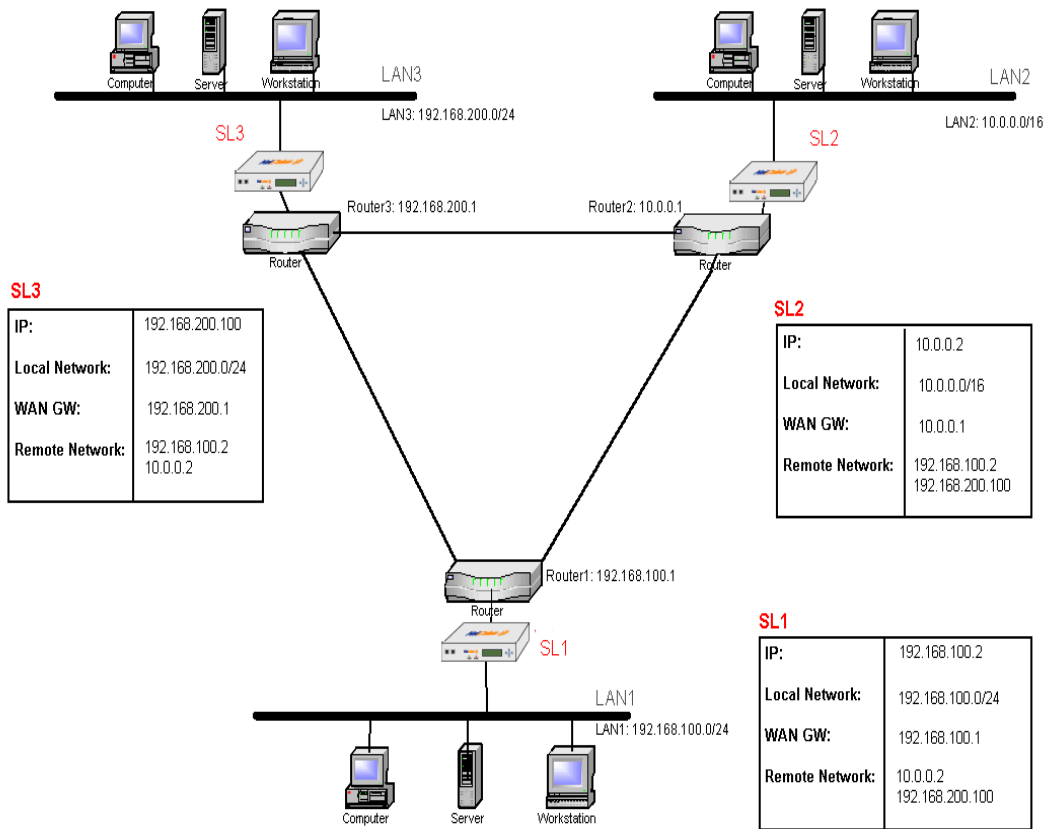 Computer Server Workstation LAN3
LAN3: 192.168.200.0/24
SL3
Computer Server Workstation LAN2
LAN2: 10.0.0.0/16
SL2
Router3: 192.168.200.1
Router
Router2: 10.0.0.1
Router
SL3
IP: 192.168.200.100
Local Network: 192.168.200.0/24
WAN GW: 192.168.200.1
Remote Network: 192.168.100.2
10.0.0.2
SL2
IP: 10.0.0.2
Local Network: 10.0.0.0/16
WAN GW: 10.0.0.1
Remote Network: 192.168.100.2
192.168.200.100
Router1: 192.168.100.1
Router
SL1
LAN1
LAN1: 192.168.100.0/24
Computer Server Workstation
SL1
IP: 192.168.100.2
Local Network: 192.168.100.0/24
WAN GW: 192.168.100.1
Remote Network: 10.0.0.2
192.168.200.100